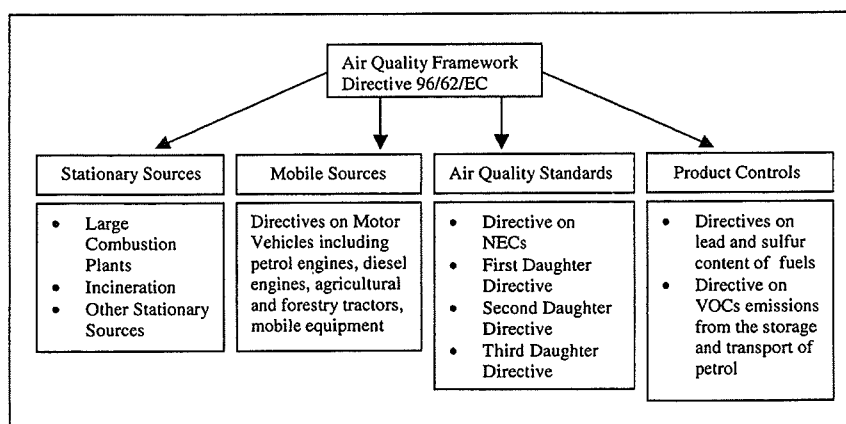 Air Quality Framework
Directive 96/62/EC
Stationary Sources
• Large
Combustion
Plants
• Incineration
• Other Stationary
Sources
Mobile Sources
Directives on Motor
Vehicles including
petrol engines, diesel
engines, agricultural
and forestry tractors,
mobile equipment
Air Quality Standards
• Directive on
NECs
• First Daughter
Directive
• Second Daughter
Directive
• Third Daughter
Directive
Product Controls
• Directives on
lead and sulfur
content of fuels
• Directive on
VOCs emissions
from the storage
and transport of
petrol